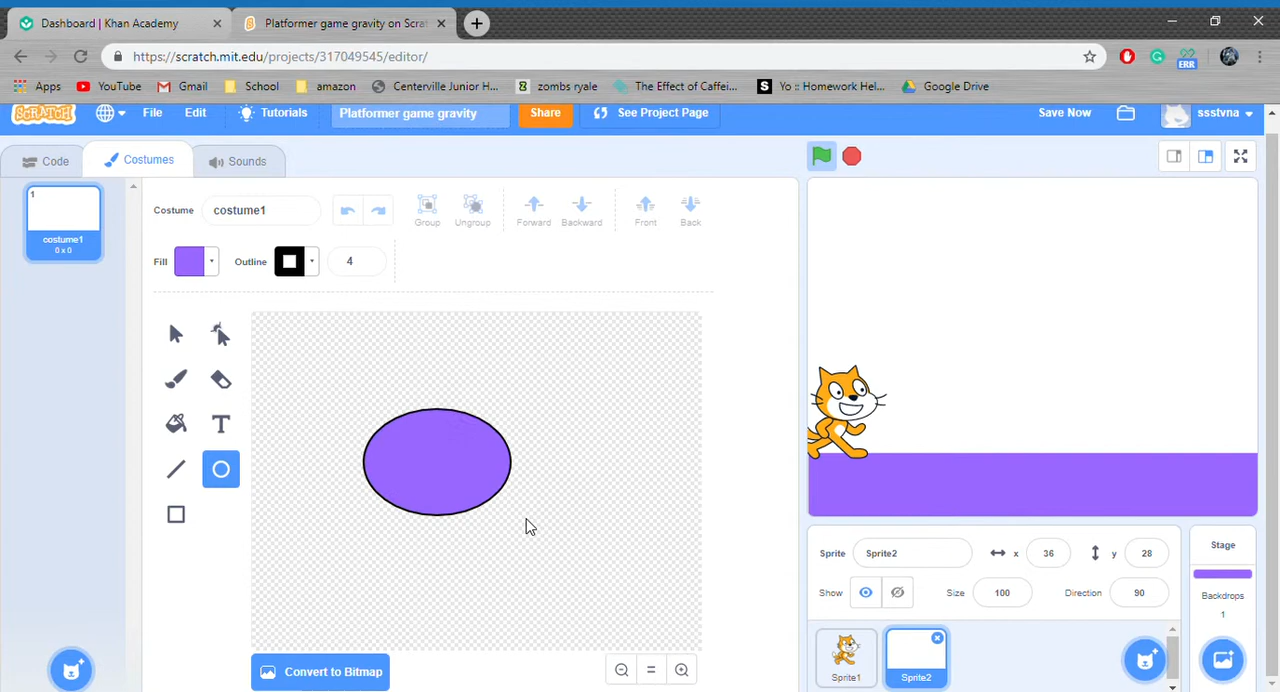 Dashboard | Khan Academy
Platformer game gravity on Scrat
https://scratch.mit.edu/projects/317049545/editor/
ERR
Apps YouTube Gmail School amazon Centerville Junior H... zombs ryale The Effect of Caffei... Yo :: Homework Hel... Google Drive
SCRATCH File Edit Tutorials Platformer game gravity Share See Project Page Save Now ssstvna
Code Costumes Sounds
1
costume1
0 x 0
Costume costume1
Group Ungroup Forward Backward Front Back
Fill Outline 4
T
Convert to Bitmap
Sprite Sprite2 x 36 y 28
Show Size 100 Direction 90
Sprite1 Sprite2
Stage
Backdrops
1